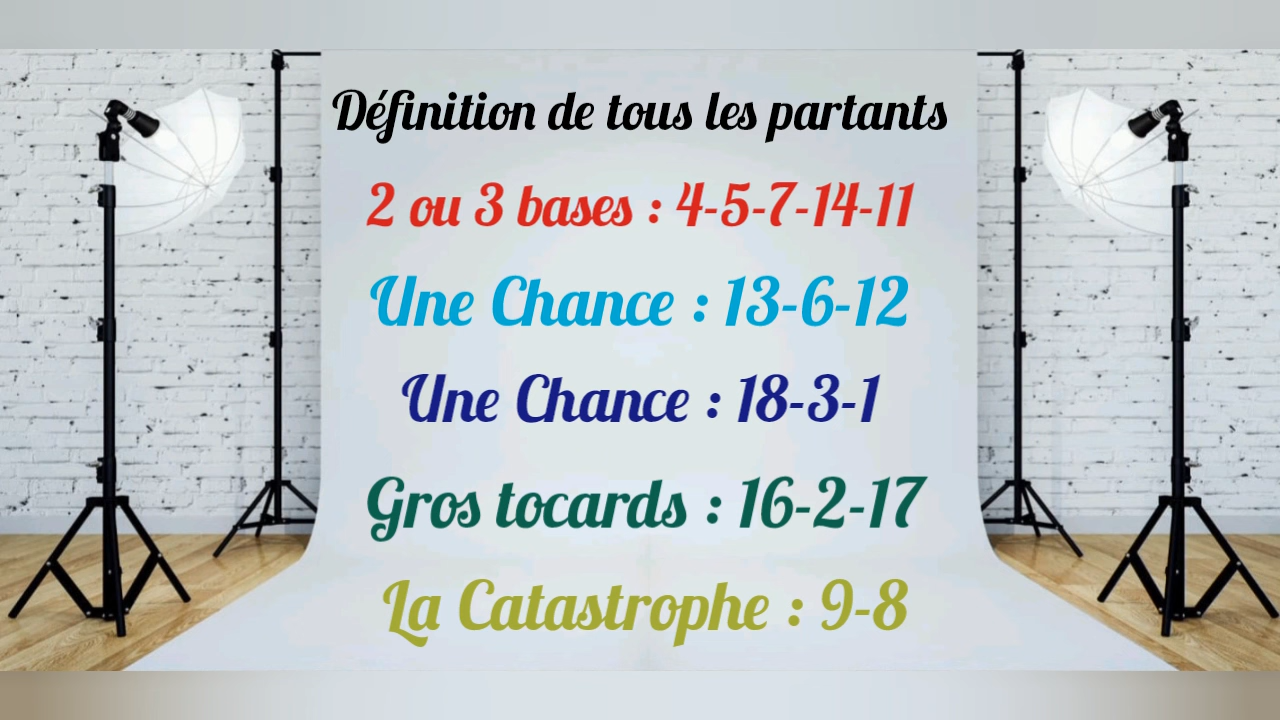 Définition de tous les partants
2 ou 3 bases : 4-5-7-14-11
Une Chance : 13-6-12
Une Chance : 18-3-1
Gros tocards : 16-2-17
La Catastrophe : 9-8